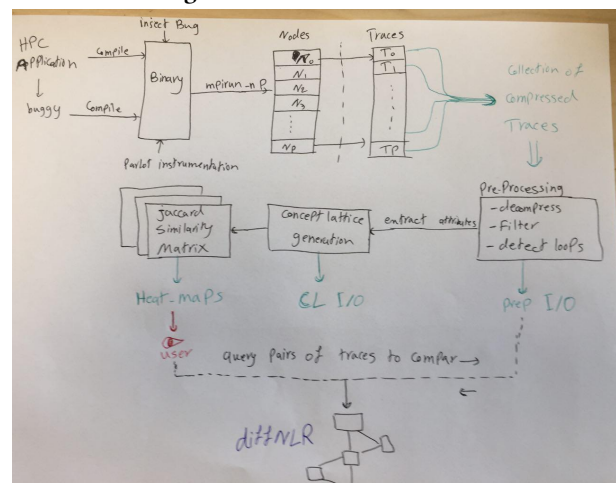 Insect Bug
HPC
Application
compile
buggy
Compile
Binary
mpirun -n P
Parlot instrumentation
Nodes
N0
N1
N2
N3
NP
Traces
T0
T1
TP
Collection of
Compressed
Traces
Pre-Processing
- decompress
- Filter
- detect loops
extract attributes
Concept lattice
generation
Jaccard
Similarity
Matrix
Heat-maps
CL I/O
prep I/O
user
query pairs of traces to compar
diffNLR